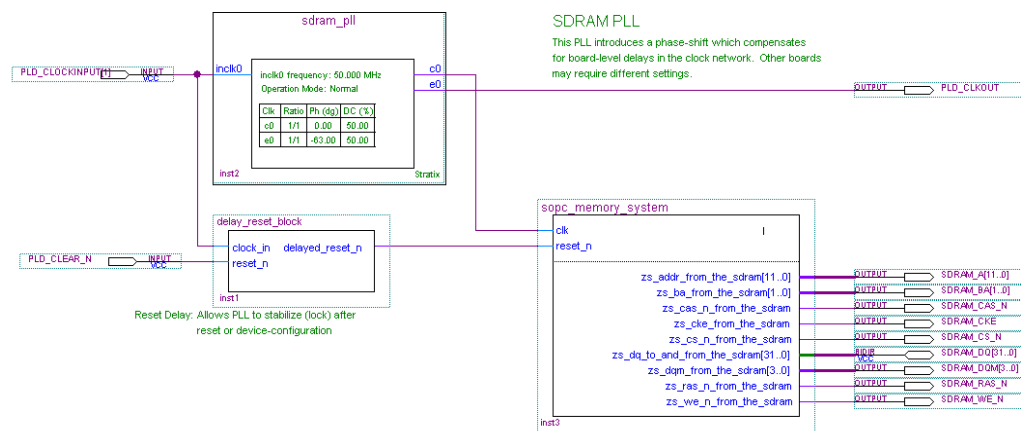 sdram_pll
SDRAM PLL
This PLL introduces a phase-shift which compensates
for board-level delays in the clock network. Other boards
may require different settings.
PLD_CLOCKINPUT[1]
INPUT
VCC
inclk0
inclk0 frequency: 50.000 MHz
Operation Mode: Normal
Clk Ratio Ph (dg) DC (%)
c0 1/1 0.00 50.00
e0 1/1 -63.00 50.00
c0
e0
inst2
Stratix
OUTPUT
PLD_CLKOUT
delay_reset_block
clock_in delayed_reset_n
reset_n
inst1
PLD_CLEAR_N
INPUT
VCC
Reset Delay: Allows PLL to stabilize (lock) after
reset or device-configuration
sopc_memory_system
clk
reset_n
I
zs_addr_from_the_sdram[11..0]
OUTPUT
SDRAM_A[11..0]
zs_ba_from_the_sdram[1..0]
OUTPUT
SDRAM_BA[1..0]
zs_cas_n_from_the_sdram
OUTPUT
SDRAM_CAS_N
zs_cke_from_the_sdram
OUTPUT
SDRAM_CKE
zs_cs_n_from_the_sdram
OUTPUT
SDRAM_CS_N
zs_dq_to_and_from_the_sdram[31..0]
BIDIR
VCC
SDRAM_DQ[31..0]
zs_dqm_from_the_sdram[3..0]
OUTPUT
SDRAM_DQM[3..0]
zs_ras_n_from_the_sdram
OUTPUT
SDRAM_RAS_N
zs_we_n_from_the_sdram
OUTPUT
SDRAM_WE_N
inst3